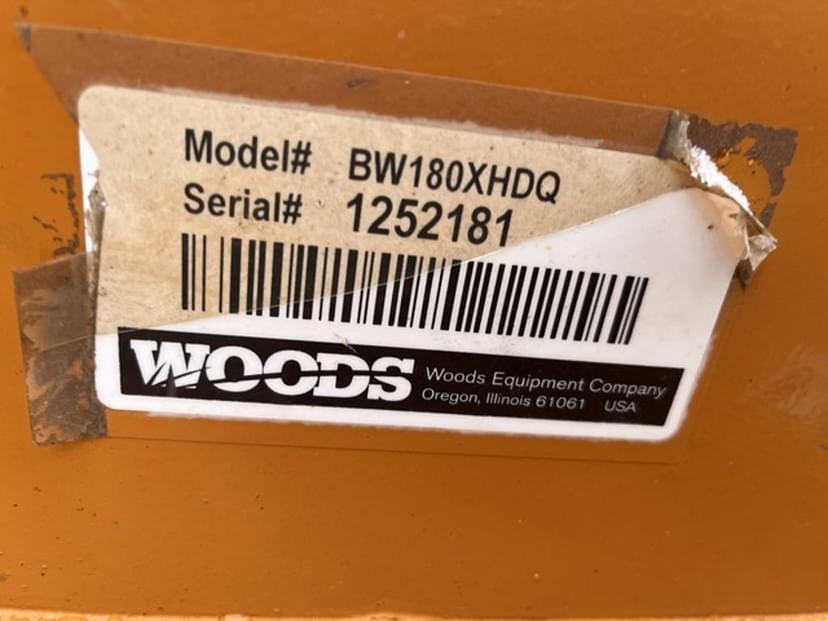 Model# BW180XHDQ
Serial# 1252181
WOODS
Woods Equipment Company
Oregon, Illinois 61061 USA